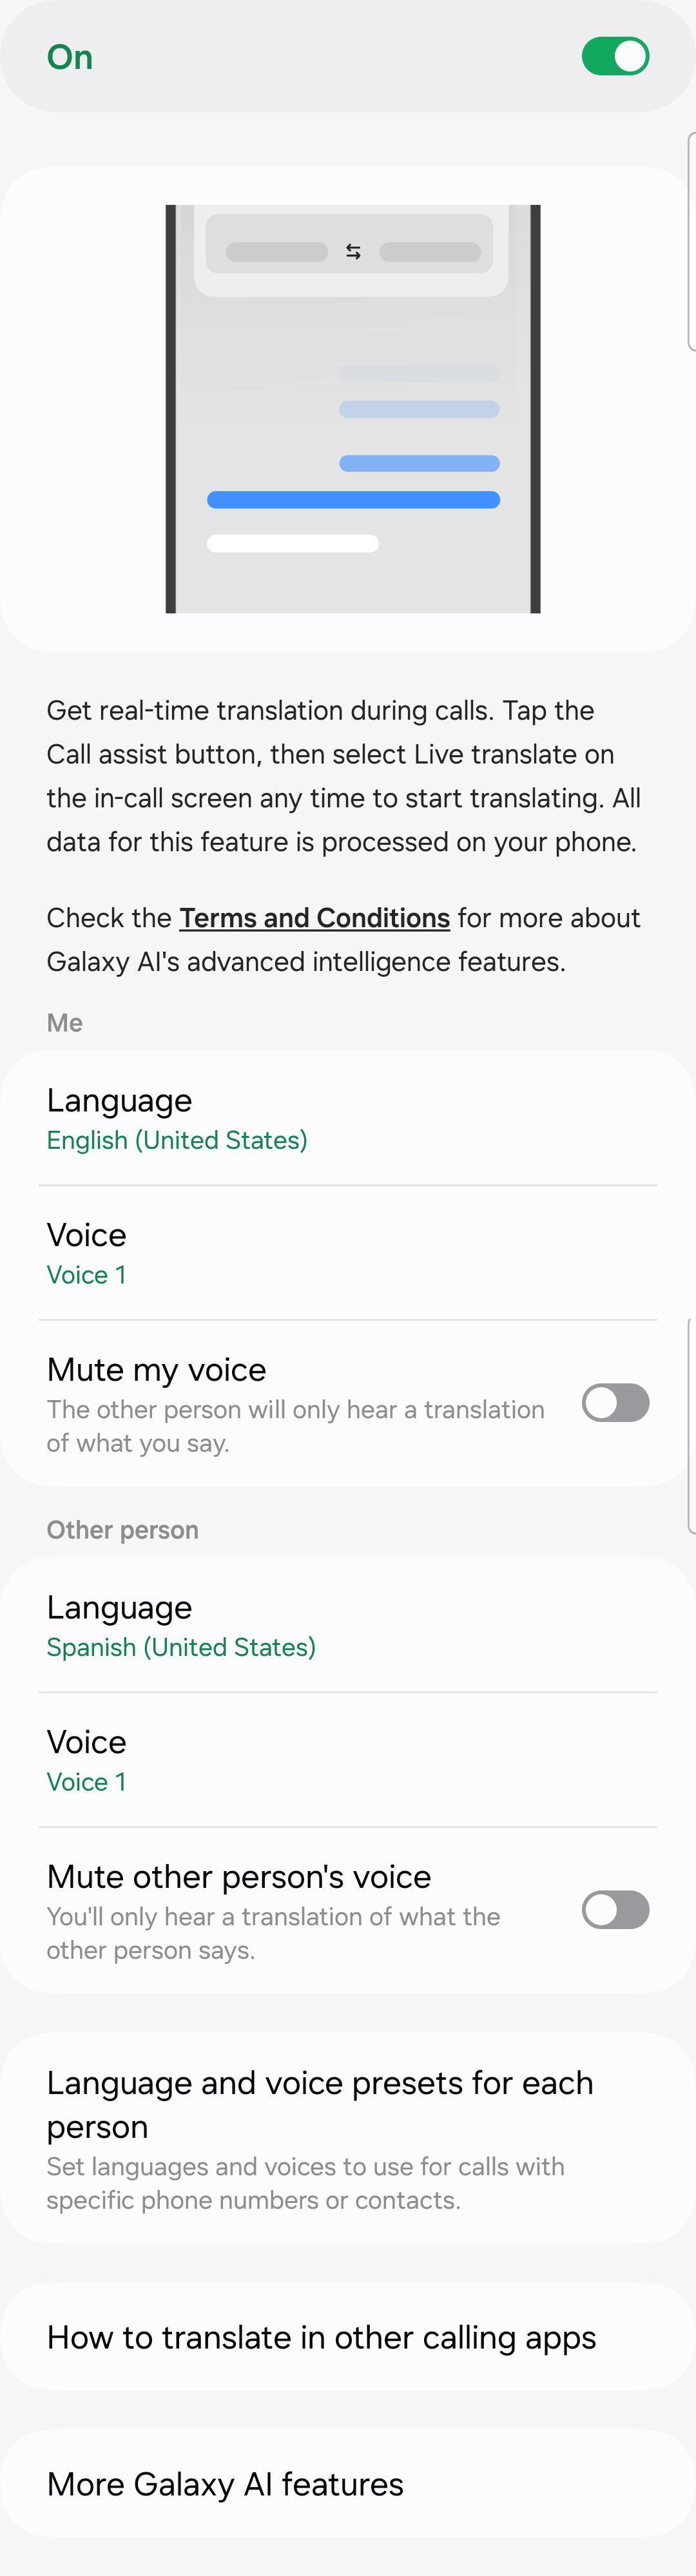 On
Get real-time translation during calls. Tap the
Call assist button, then select Live translate on
the in-call screen any time to start translating. All
data for this feature is processed on your phone.
Check the Terms and Conditions for more about
Galaxy AI's advanced intelligence features.
Me
Language
English (United States)
Voice
Voice 1
Mute my voice
The other person will only hear a translation
of what you say.
Other person
Language
Spanish (United States)
Voice
Voice 1
Mute other person's voice
You'll only hear a translation of what the
other person says.
Language and voice presets for each
person
Set languages and voices to use for calls with
specific phone numbers or contacts.
How to translate in other calling apps
More Galaxy AI features